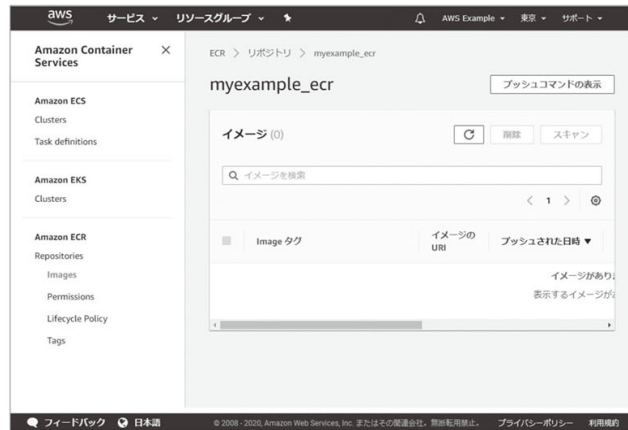 aws サービス リソースグループ AWS Example 東京 サポート
Amazon Container
Services
Amazon ECS
Clusters
Task definitions
Amazon EKS
Clusters
Amazon ECR
Repositories
Images
Permissions
Lifecycle Policy
Tags
ECR > リポジトリ > myexample_ecr
myexample_ecr
プッシュコマンドの表示
イメージ (0)
削除 スキャン
イメージを検索
< 1 >
Image タグ
イメージの
URI
プッシュされた日時 ▼
イメージがあり
表示するイメージが
フィードバック 日本語 © 2008 - 2020, Amazon Web Services, Inc. またはその関連会社。無断転用禁止。 プライバシーポリシー 利用規約